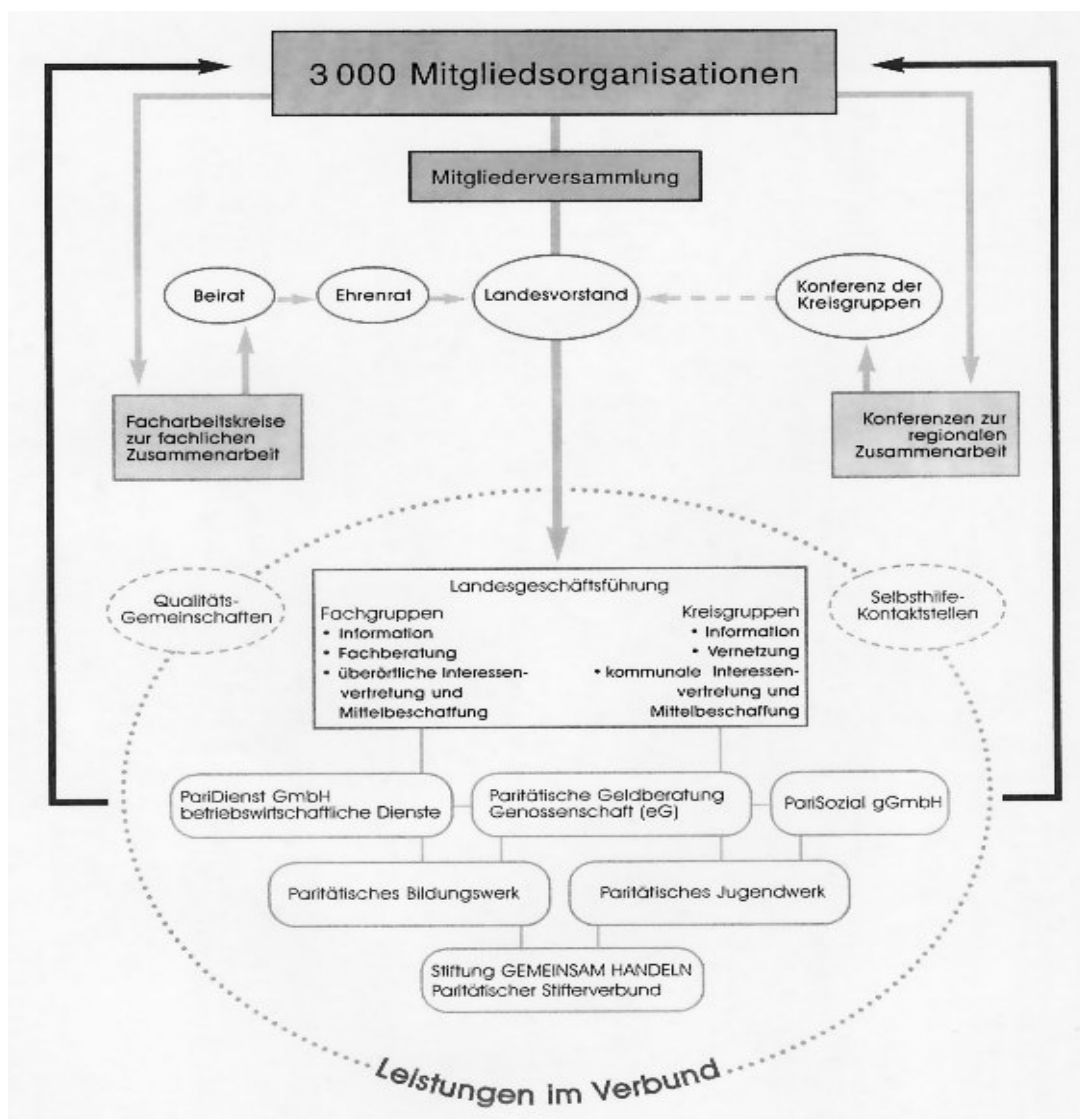 3 000 Mitgliedsorganisationen
Mitgliederversammlung
Beirat
Ehrenrat
Landesvorstand
Konferenz der
Kreisgruppen
Facharbeitskreise
zur fachlichen
Zusammenarbeit
Konferenzen zur
regionalen
Zusammenarbeit
Qualitäts-
Gemeinschaften
Selbsthilfe-
Kontaktstellen
Landesgeschäftsführung
Fachgruppen
• Information
• Fachberatung
• überörtliche Interessen-
vertretung und
Mittelbeschaffung
Kreisgruppen
• Information
• Vernetzung
• kommunale Interessen-
vertretung und
Mittelbeschaffung
PariDienst GmbH
betriebswirtschaftliche Dienste
Paritätische Geldberatung
Genossenschaft (eG)
PariSozial gGmbH
Paritätisches Bildungswerk
Paritätisches Jugendwerk
Stiftung GEMEINSAM HANDELN
Paritätischer Stifterverbund
Leistungen im Verbund